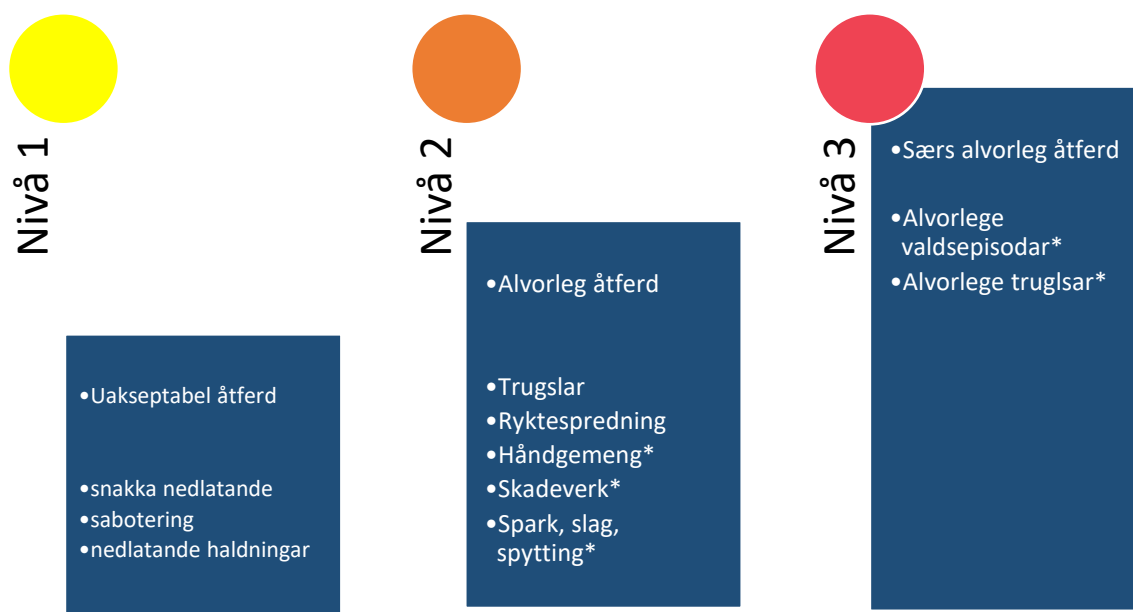 Nivå 1
•Uakseptabel åtferd
•snakka nedlatande
•sabotering
•nedlatande haldningar
Nivå 2
•Alvorleg åtferd
•Trugslar
•Ryktespredning
•Håndgemeng*
•Skadeverk*
•Spark, slag,
spytting*
Nivå 3
•Særs alvorleg åtferd
•Alvorlege
valdsepisodar*
•Alvorlege truglsar*